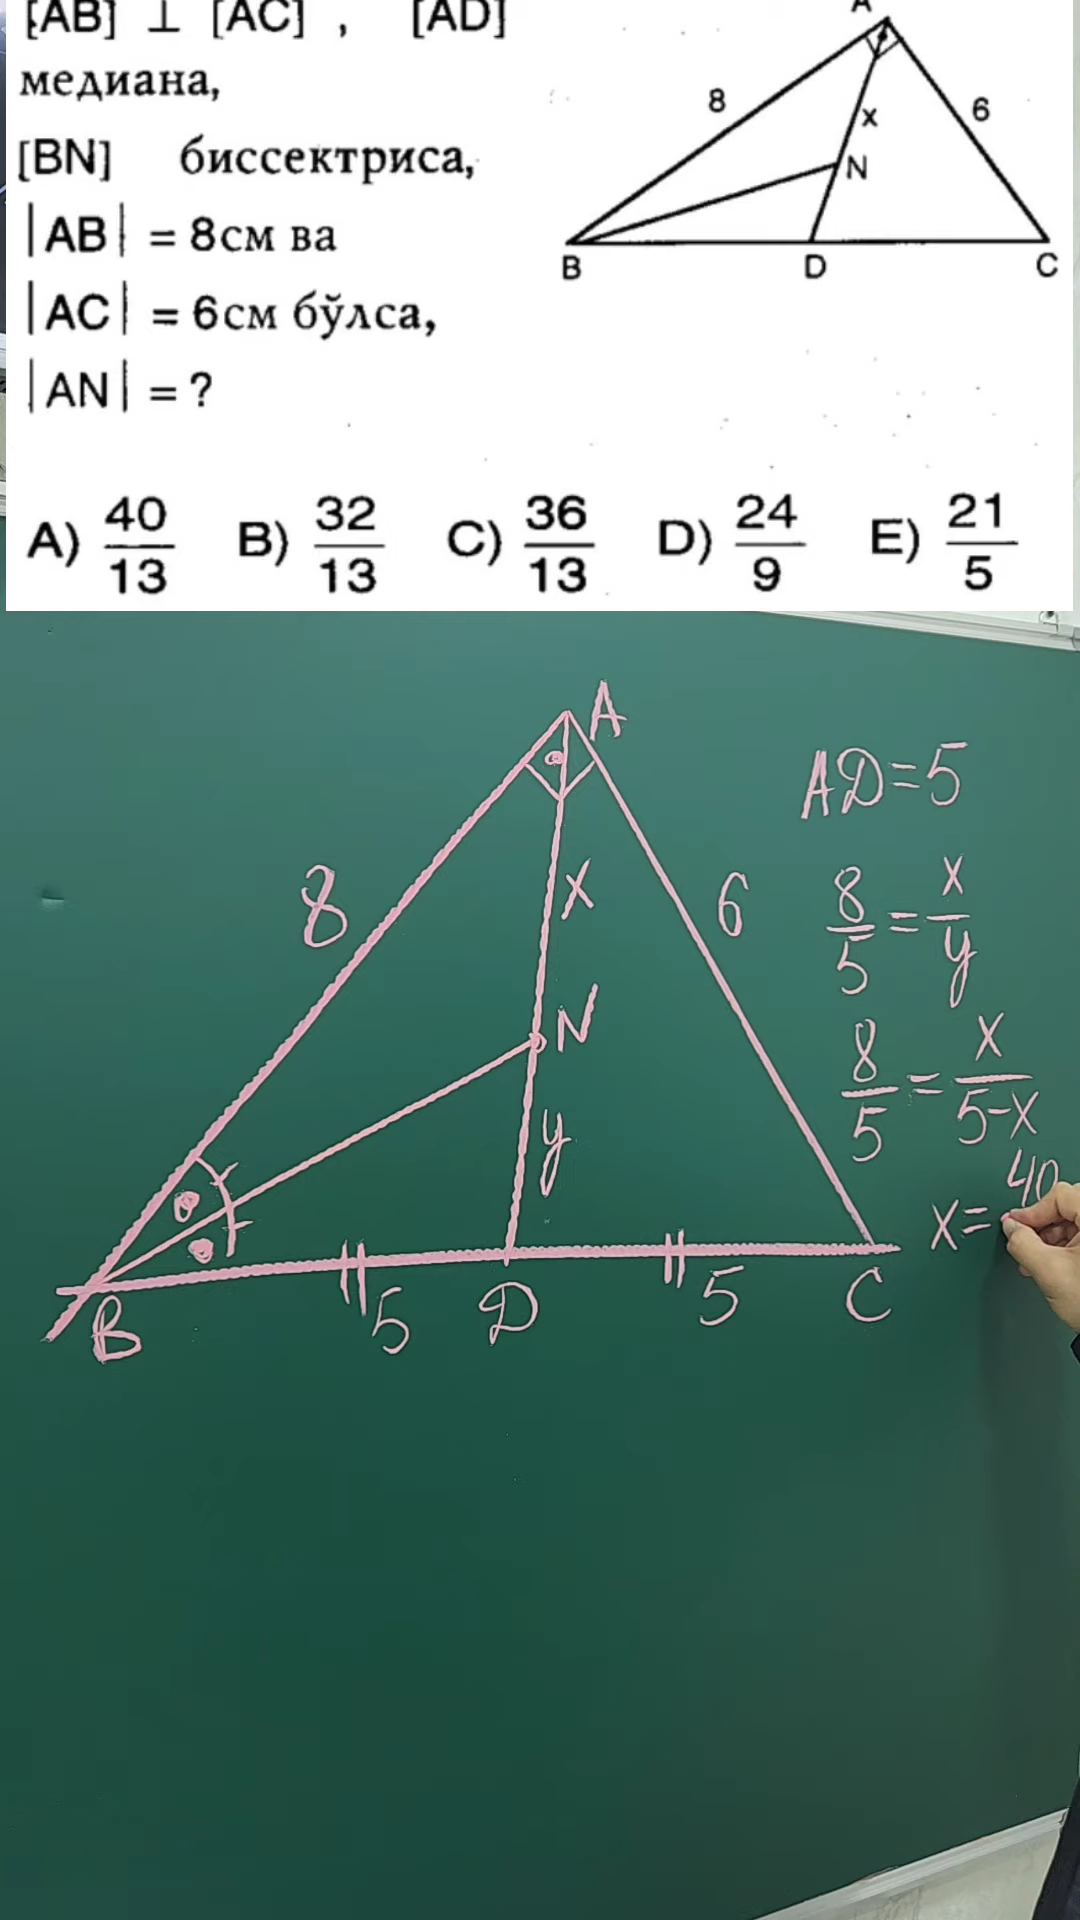 [AB] ⊥ [AC] , [AD]
медиана,
[BN] биссектриса,
|AB| = 8см ва
|AC| = 6см бўлса,
|AN| = ?
A
8
6
x
N
B
D
C
A) 40/13 B) 32/13 C) 36/13 D) 24/9 E) 21/5
A
AD=5
8
x
6
8/5=x/y
N
8/5=x/5-x
y
40
x=
B
5
D
5
C